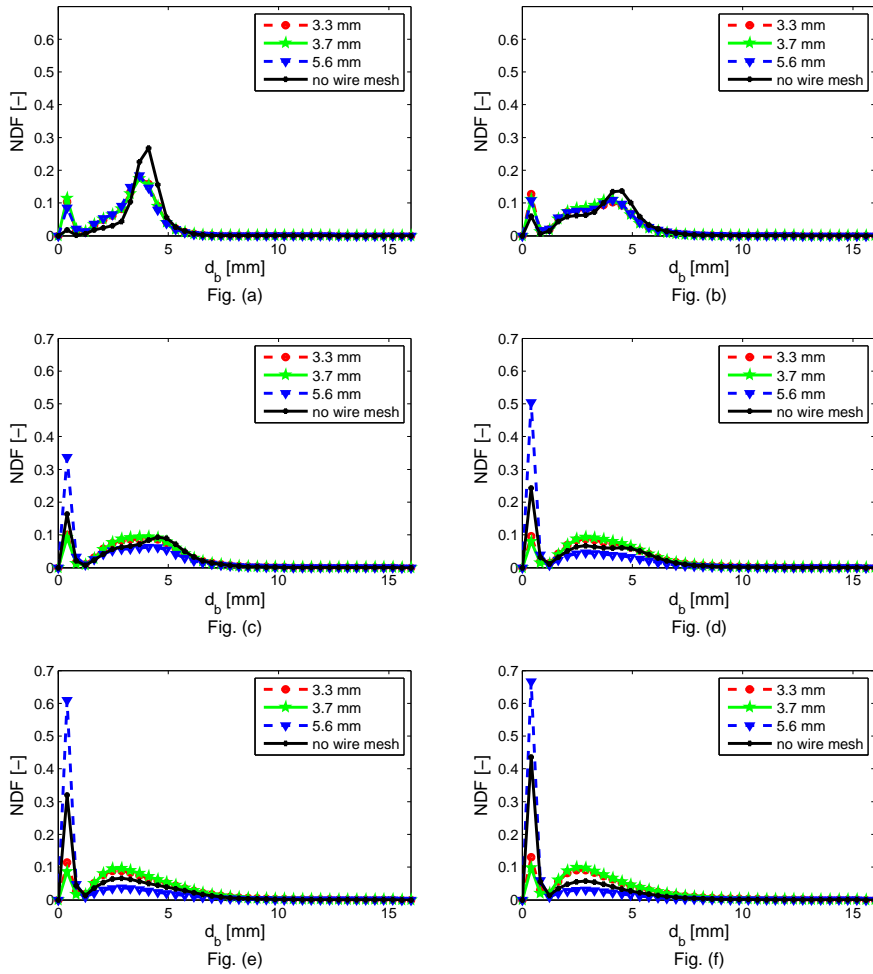 0.6
0.5
0.4
0.3
0.2
0.1
0
NDF [−]
0 5 10 15
d_b [mm]
3.3 mm
3.7 mm
5.6 mm
no wire mesh
Fig. (a)
0.6
0.5
0.4
0.3
0.2
0.1
0
NDF [−]
0 5 10 15
d_b [mm]
3.3 mm
3.7 mm
5.6 mm
no wire mesh
Fig. (b)
0.7
0.6
0.5
0.4
0.3
0.2
0.1
0
NDF [−]
0 5 10 15
d_b [mm]
3.3 mm
3.7 mm
5.6 mm
no wire mesh
Fig. (c)
0.7
0.6
0.5
0.4
0.3
0.2
0.1
0
NDF [−]
0 5 10 15
d_b [mm]
3.3 mm
3.7 mm
5.6 mm
no wire mesh
Fig. (d)
0.7
0.6
0.5
0.4
0.3
0.2
0.1
0
NDF [−]
0 5 10 15
d_b [mm]
3.3 mm
3.7 mm
5.6 mm
no wire mesh
Fig. (e)
0.7
0.6
0.5
0.4
0.3
0.2
0.1
0
NDF [−]
0 5 10 15
d_b [mm]
3.3 mm
3.7 mm
5.6 mm
no wire mesh
Fig. (f)